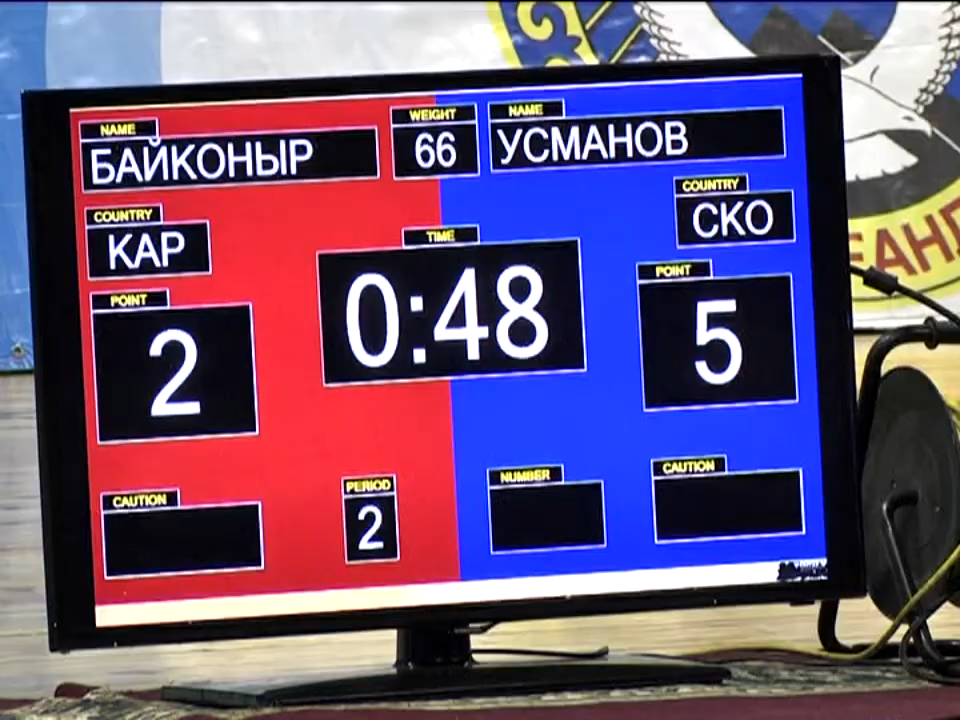 NAME
WEIGHT
NAME
БАЙКОНЫР
66
УСМАНОВ
COUNTRY
COUNTRY
КАР
TIME
СКО
POINT
0:48
POINT
2
5
CAUTION
PERIOD
NUMBER
CAUTION
2